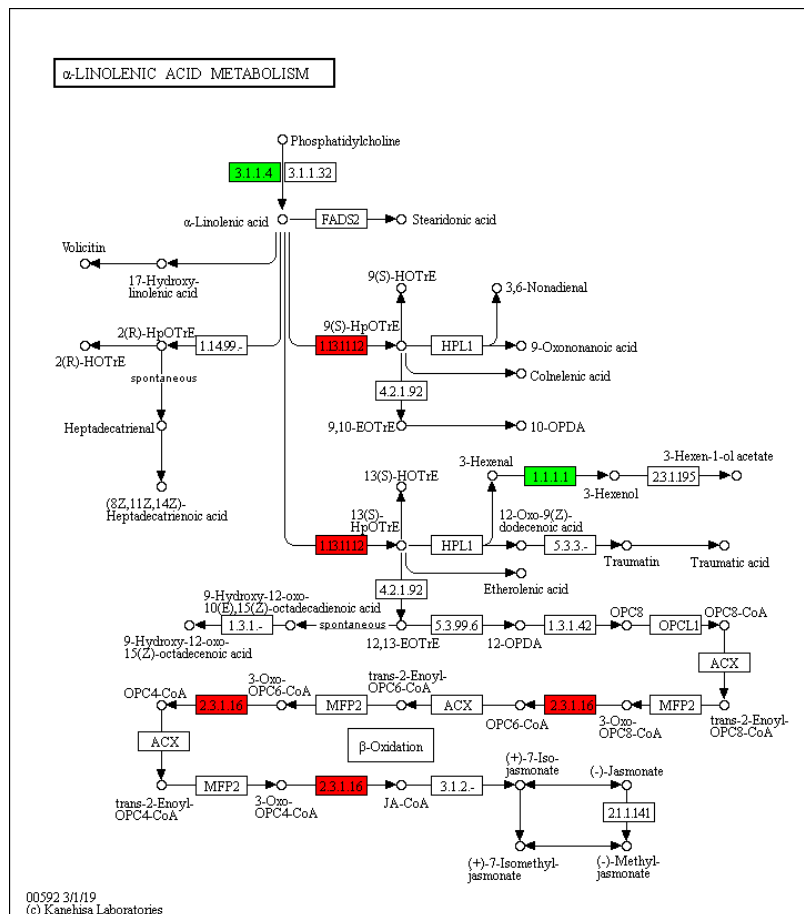 α-LINOLENIC ACID METABOLISM
Phosphatidylcholine
3.1.1.4
3.1.1.32
α-Linolenic acid
FADS2
Stearidonic acid
Volicitin
17-Hydroxy-
linolenic acid
9(S)-HOTrE
3,6-Nonadienal
2(R)-HpOTrE
1.14.99.-
9(S)-HpOTrE
1.13.11.12
HPL1
9-Oxononanoic acid
2(R)-HOTrE
spontaneous
Colnelenic acid
4.2.1.92
Heptadecatrienal
9,10-EOTrE
10-OPDA
(8Z,11Z,14Z)-
Heptadecatrienoic acid
13(S)-HOTrE
3-Hexenal
1.1.1.1
3-Hexenol
2.3.1.195
3-Hexen-1-ol acetate
13(S)-
HpOTrE
1.13.11.12
HPL1
12-Oxo-9(Z)-
dodecenoic acid
5.3.3.-
Traumatin
Traumatic acid
Etherolenic acid
4.2.1.92
9-Hydroxy-12-oxo-
10(E),15(Z)-octadecadienoic acid
1.3.1.-
spontaneous
9-Hydroxy-12-oxo-
15(Z)-octadecenoic acid
12,13-EOTrE
5.3.99.6
12-OPDA
1.3.1.42
OPC8
OPCL1
OPC8-CoA
ACX
OPC4-CoA
2.3.1.16
3-Oxo-
OPC6-CoA
MFP2
trans-2-Enoyl-
OPC6-CoA
ACX
OPC6-CoA
2.3.1.16
3-Oxo-
OPC8-CoA
MFP2
trans-2-Enoyl-
OPC8-CoA
ACX
β-Oxidation
trans-2-Enoyl-
OPC4-CoA
MFP2
3-Oxo-
OPC4-CoA
2.3.1.16
JA-CoA
3.1.2.-
(+)-7-Iso-
jasmonate
(-)-Jasmonate
2.1.1.141
(+)-7-Isomethyl-
jasmonate
(-)-Methyl-
jasmonate
00592 3/1/19
(c) Kanehisa Laboratories